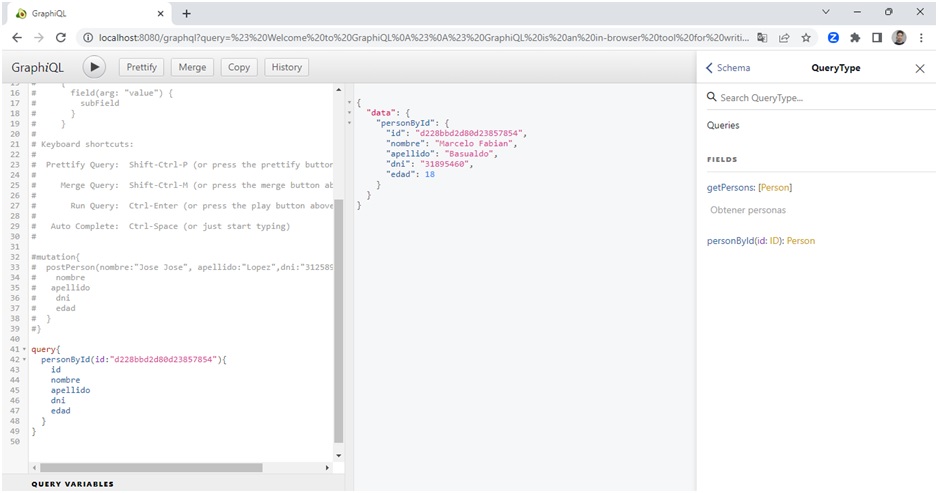 GraphiQL
localhost:8080/graphql?query=%23%20Welcome%20to%20GraphiQL%0A%23%0A%23%20GraphiQL%20is%20an%20in-browser%20tool%20for%20writi...
GraphiQL
Prettify
Merge
Copy
History
Schema
QueryType
16 #       field(arg: "value") {
17 #         subField
18 #       }
19 #     }
20 #
21 # Keyboard shortcuts:
22 #
23 #  Prettify Query:  Shift-Ctrl-P (or press the prettify button
24 #
25 #     Merge Query:  Shift-Ctrl-M (or press the merge button ab
26 #
27 #       Run Query:  Ctrl-Enter (or press the play button above
28 #
29 #   Auto Complete:  Ctrl-Space (or just start typing)
30 #
31
32 #mutation{
33 #  postPerson(nombre:"Jose Jose", apellido:"Lopez",dni:"312589
34 #    nombre
35 #   apellido
36 #    dni
37 #    edad
38 #  }
39 #}
40
41 query{
42   personById(id:"d228bbd2d80d23857854"){
43     id
44     nombre
45     apellido
46     dni
47     edad
48   }
49 }
50
QUERY VARIABLES
{
  "data": {
    "personById": {
      "id": "d228bbd2d80d23857854",
      "nombre": "Marcelo Fabian",
      "apellido": "Basualdo",
      "dni": "31895460",
      "edad": 18
    }
  }
}
Search QueryType...
Queries
FIELDS
getPersons: [Person]
Obtener personas
personById(id: ID): Person